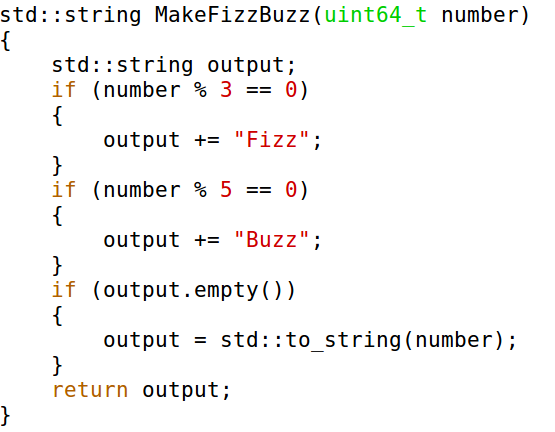 std::string MakeFizzBuzz(uint64_t number)
{
    std::string output;
    if (number % 3 == 0)
    {
        output += "Fizz";
    }
    if (number % 5 == 0)
    {
        output += "Buzz";
    }
    if (output.empty())
    {
        output = std::to_string(number);
    }
    return output;
}